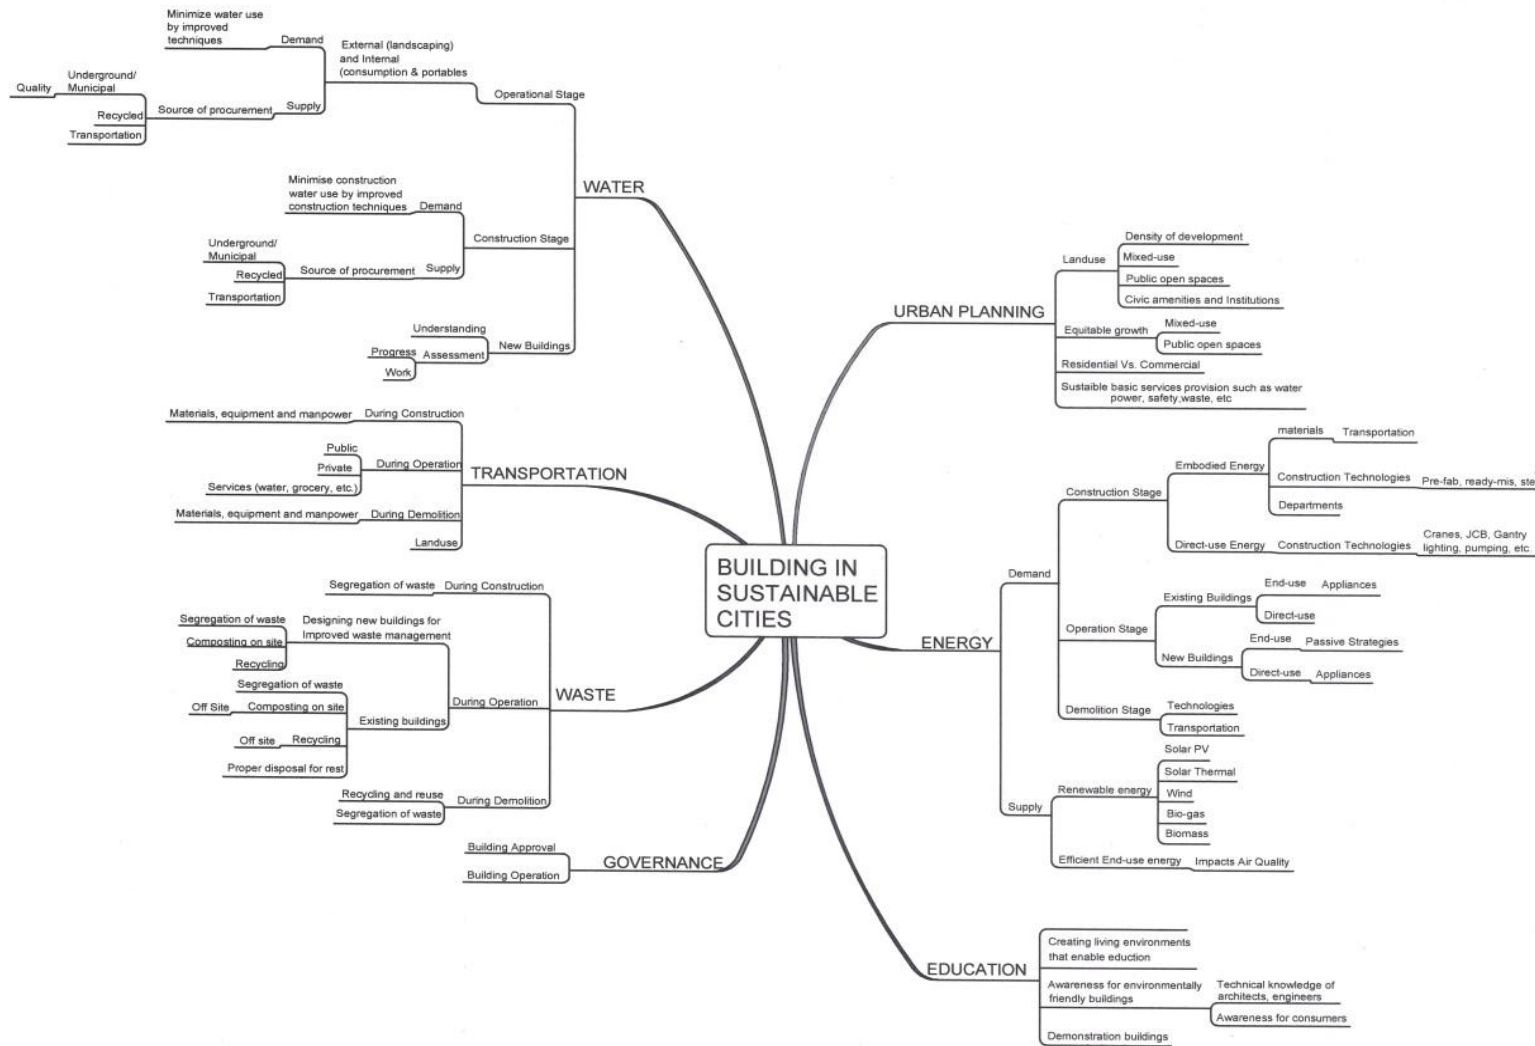 Minimize water use
by improved
techniques
Demand
External (landscaping)
and Internal
(consumption & portables
Operational Stage
Quality
Underground/
Municipal
Recycled
Transportation
Source of procurement
Supply
WATER
Minimise construction
water use by improved
construction techniques
Demand
Construction Stage
Underground/
Municipal
Recycled
Transportation
Source of procurement
Supply
Understanding
New Buildings
Progress
Assessment
Work
Materials, equipment and manpower
During Construction
Public
Private
Services (water, grocery, etc.)
During Operation
TRANSPORTATION
Materials, equipment and manpower
During Demolition
Landuse
Segregation of waste
During Construction
Segregation of waste
Composting on site
Recycling
Designing new buildings for
Improved waste management
Segregation of waste
Off Site
Composting on site
Existing buildings
Off site
Recycling
Proper disposal for rest
During Operation
WASTE
Recycling and reuse
Segregation of waste
During Demolition
Building Approval
Building Operation
GOVERNANCE
BUILDING IN
SUSTAINABLE
CITIES
URBAN PLANNING
Landuse
Density of development
Mixed-use
Public open spaces
Civic amenities and Institutions
Equitable growth
Mixed-use
Public open spaces
Residential Vs. Commercial
Sustaible basic services provision such as water
power, safety,waste, etc
ENERGY
Demand
Construction Stage
Embodied Energy
materials
Transportation
Construction Technologies
Pre-fab, ready-mis, ste
Departments
Direct-use Energy
Construction Technologies
Cranes, JCB, Gantry
lighting, pumping, etc
Operation Stage
Existing Buildings
End-use
Appliances
Direct-use
New Buildings
End-use
Passive Strategies
Direct-use
Appliances
Demolition Stage
Technologies
Transportation
Supply
Renewable energy
Solar PV
Solar Thermal
Wind
Bio-gas
Biomass
Efficient End-use energy
Impacts Air Quality
EDUCATION
Creating living environments
that enable eduction
Awareness for environmentally
friendly buildings
Technical knowledge of
architects, engineers
Awareness for consumers
Demonstration buildings